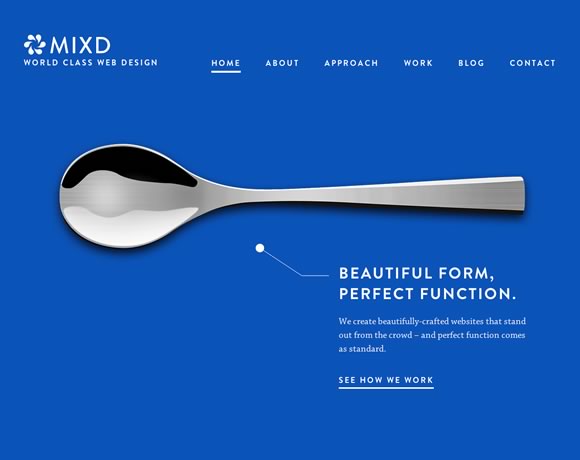 MIXD
WORLD CLASS WEB DESIGN
HOME ABOUT APPROACH WORK BLOG CONTACT
BEAUTIFUL FORM,
PERFECT FUNCTION.
We create beautifully-crafted websites that stand
out from the crowd – and perfect function comes
as standard.
SEE HOW WE WORK